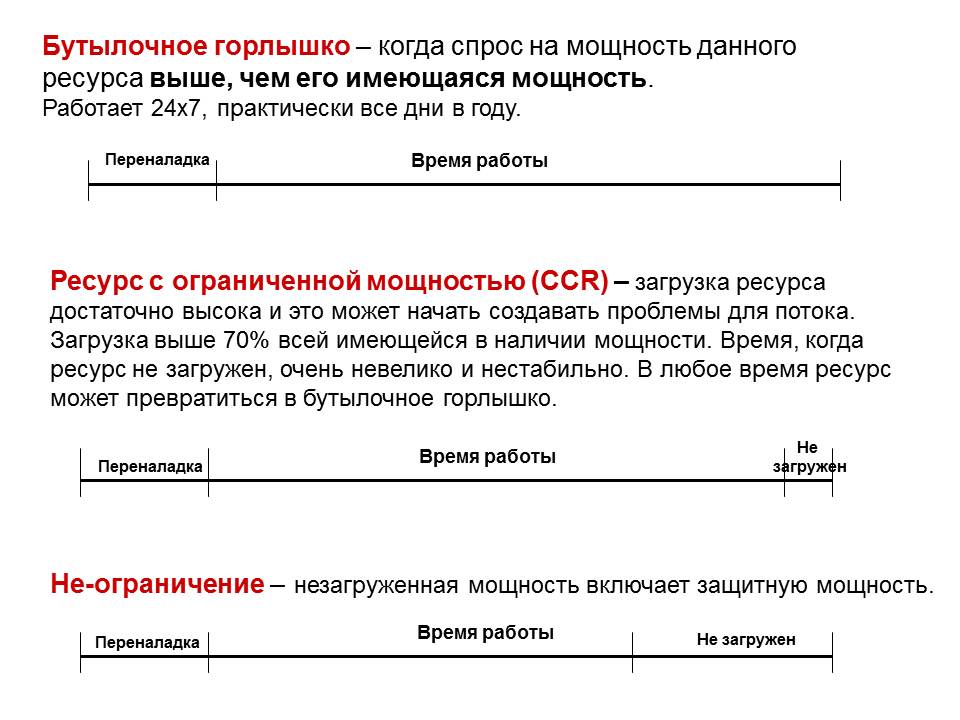 Бутылочное горлышко – когда спрос на мощность данного
ресурса выше, чем его имеющаяся мощность.
Работает 24х7, практически все дни в году.
Переналадка
Время работы
Ресурс с ограниченной мощностью (CCR) – загрузка ресурса
достаточно высока и это может начать создавать проблемы для потока.
Загрузка выше 70% всей имеющейся в наличии мощности. Время, когда
ресурс не загружен, очень невелико и нестабильно. В любое время ресурс
может превратиться в бутылочное горлышко.
Переналадка
Время работы
Не
загружен
Не-ограничение – незагруженная мощность включает защитную мощность.
Переналадка
Время работы
Не загружен